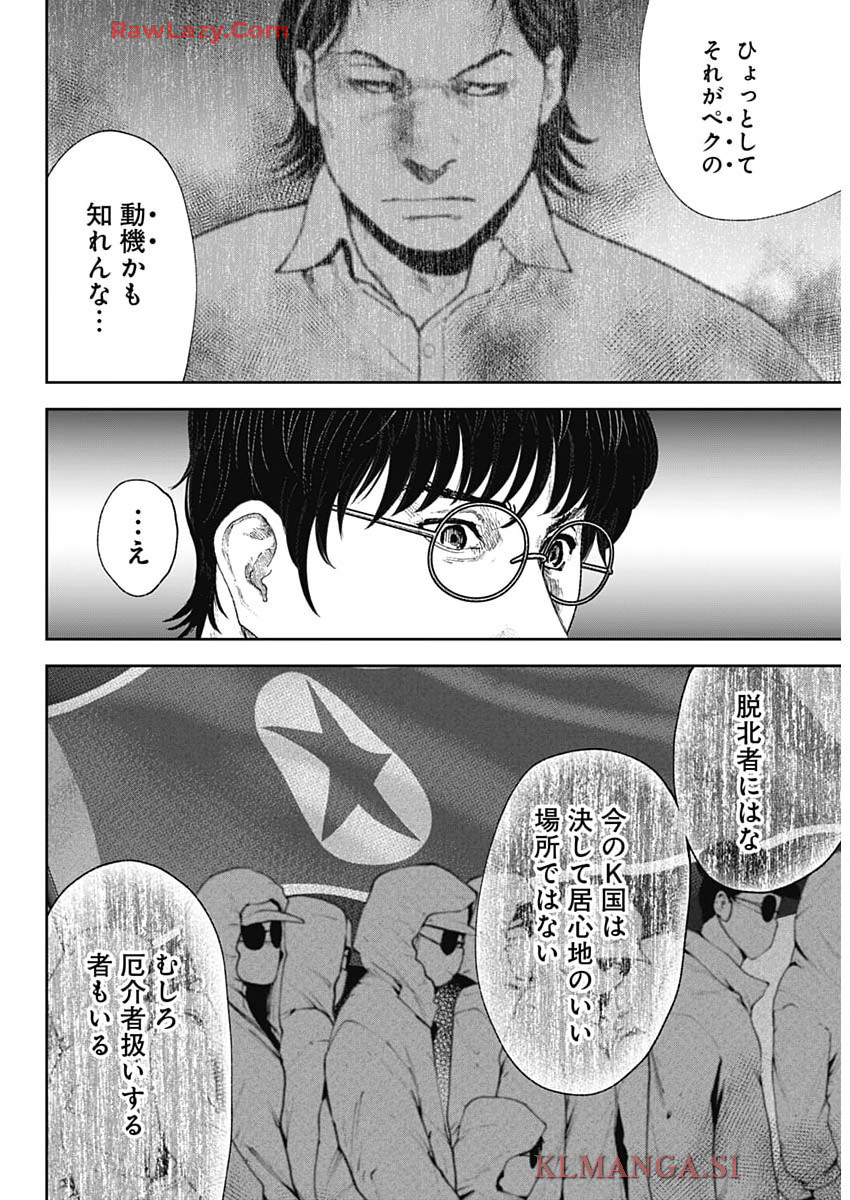 RawLazy.Com
ひょっとして
それがペクの
動機かも
知れんな…
…え
脱北者にはな
今のK国は
決して居心地のいい
場所ではない
むしろ
厄介者扱いする
者もいる
KLMANGA.SI